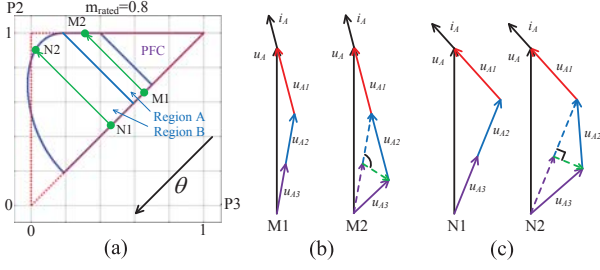 P2
m_rated=0.8
1
N2
M2
PFC
M1
Region A
Region B
N1
θ
0
0
1
P3
(a)
i_A
u_A
u_A1
u_A2
u_A3
M1
i_A
u_A
u_A1
u_A2
u_A3
M2
(b)
i_A
u_A
u_A1
u_A2
u_A3
N1
i_A
u_A
u_A1
u_A2
u_A3
N2
(c)